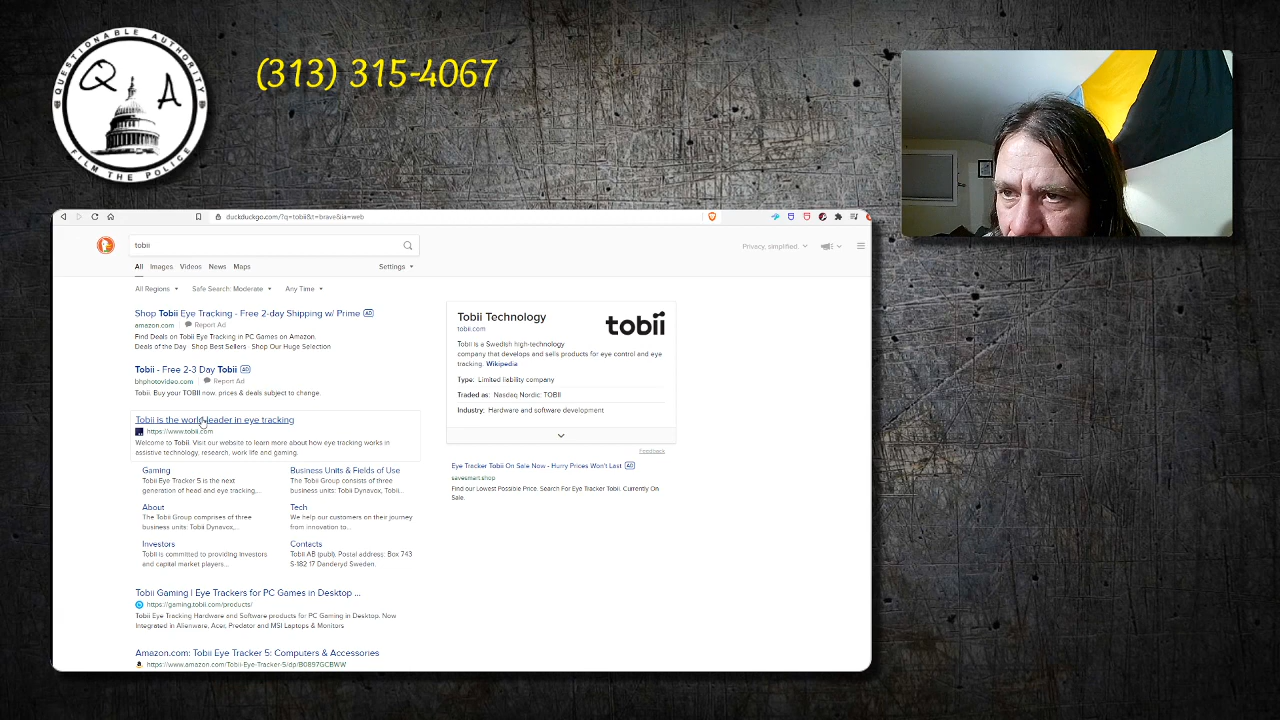 QUESTIONABLE AUTHORITY
Q A
FILM THE POLICE
(313) 315-4067
duckduckgo.com/?q=tobii&t=brave&ia=web
tobii
Privacy, simplified.
All Images Videos News Maps
Settings
All Regions Safe Search: Moderate Any Time
Shop Tobii Eye Tracking - Free 2-day Shipping w/ Prime AD
amazon.com Report Ad
Find Deals on Tobii Eye Tracking in PC Games on Amazon.
Deals of the Day · Shop Best Sellers · Shop Our Huge Selection
Tobii - Free 2-3 Day Tobii AD
bhphotovideo.com Report Ad
Tobii. Buy your TOBII now. prices & deals subject to change.
Tobii is the world leader in eye tracking
https://www.tobii.com
Welcome to Tobii. Visit our website to learn more about how eye tracking works in
assistive technology, research, work life and gaming.
Gaming
Tobii Eye Tracker 5 is the next
generation of head and eye tracking,...
Business Units & Fields of Use
The Tobii Group consists of three
business units: Tobii Dynavox, Tobii...
About
The Tobii Group comprises of three
business units: Tobii Dynavox,...
Tech
We help our customers on their journey
from innovation to...
Investors
Tobii is committed to providing investors
and capital market players...
Contacts
Tobii AB (publ). Postal address: Box 743
S-182 17 Danderyd Sweden.
Tobii Gaming | Eye Trackers for PC Games in Desktop ...
https://gaming.tobii.com/products/
Tobii Eye Tracking Hardware and Software products for PC Gaming in Desktop. Now
Integrated in Alienware, Acer, Predator and MSI Laptops & Monitors
Amazon.com: Tobii Eye Tracker 5: Computers & Accessories
https://www.amazon.com/Tobii-Eye-Tracker-5/dp/B0897GCBWW
Tobii Technology
tobii.com
tobii
Tobii is a Swedish high-technology
company that develops and sells products for eye control and eye
tracking. Wikipedia
Type: Limited liability company
Traded as: Nasdaq Nordic: TOBII
Industry: Hardware and software development
Feedback
Eye Tracker Tobii On Sale Now - Hurry Prices Won't Last AD
savesmart.shop
Find our Lowest Possible Price. Search For Eye Tracker Tobii. Currently On
Sale.